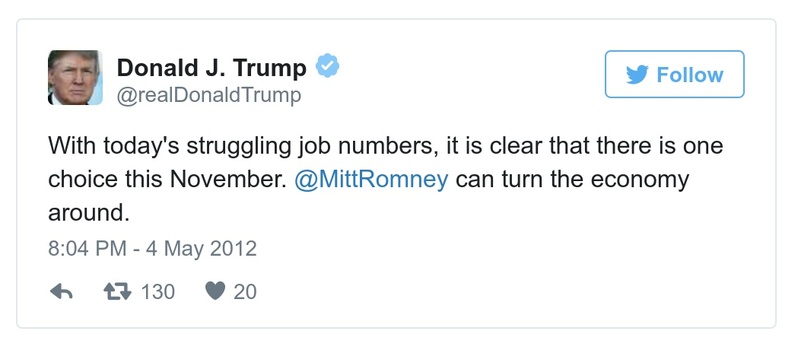 Donald J. Trump
@realDonaldTrump
Follow
With today's struggling job numbers, it is clear that there is one
choice this November. @MittRomney can turn the economy
around.
8:04 PM - 4 May 2012
130 20